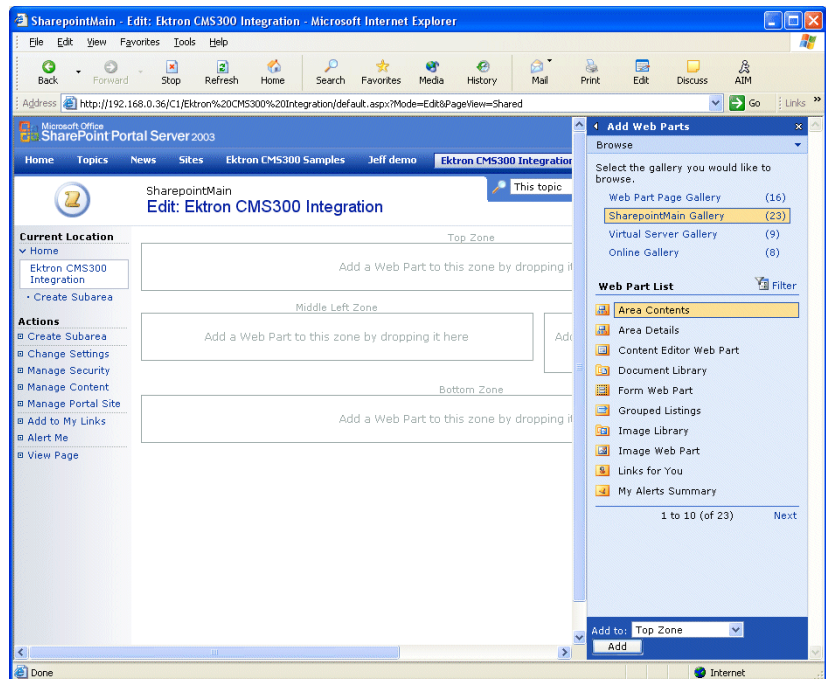 SharepointMain - Edit: Ektron CMS300 Integration - Microsoft Internet Explorer
File Edit View Favorites Tools Help
Back Forward Stop Refresh Home Search Favorites Media History Mail Print Edit Discuss AIM
Address http://192.168.0.36/C1/Ektron%20CMS300%20Integration/default.aspx?Mode=Edit&PageView=Shared Go Links »
Microsoft Office
SharePoint Portal Server 2003
Home Topics News Sites Ektron CMS300 Samples Jeff demo Ektron CMS300 Integration
SharepointMain
Edit: Ektron CMS300 Integration
This topic
Current Location
Home
Ektron CMS300
Integration
Create Subarea
Actions
Create Subarea
Change Settings
Manage Security
Manage Content
Manage Portal Site
Add to My Links
Alert Me
View Page
Top Zone
Add a Web Part to this zone by dropping it
Middle Left Zone
Add a Web Part to this zone by dropping it here
Add
Bottom Zone
Add a Web Part to this zone by dropping it
Add Web Parts
Browse
Select the gallery you would like to
browse.
Web Part Page Gallery (16)
SharepointMain Gallery (23)
Virtual Server Gallery (9)
Online Gallery (8)
Web Part List Filter
Area Contents
Area Details
Content Editor Web Part
Document Library
Form Web Part
Grouped Listings
Image Library
Image Web Part
Links for You
My Alerts Summary
1 to 10 (of 23) Next
Add to: Top Zone
Add
Done Internet